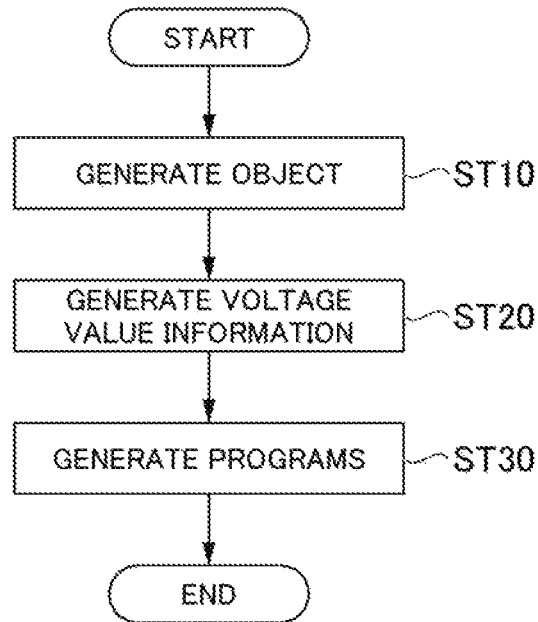 START
GENERATE OBJECT
ST10
GENERATE VOLTAGE
VALUE INFORMATION
ST20
GENERATE PROGRAMS
ST30
END